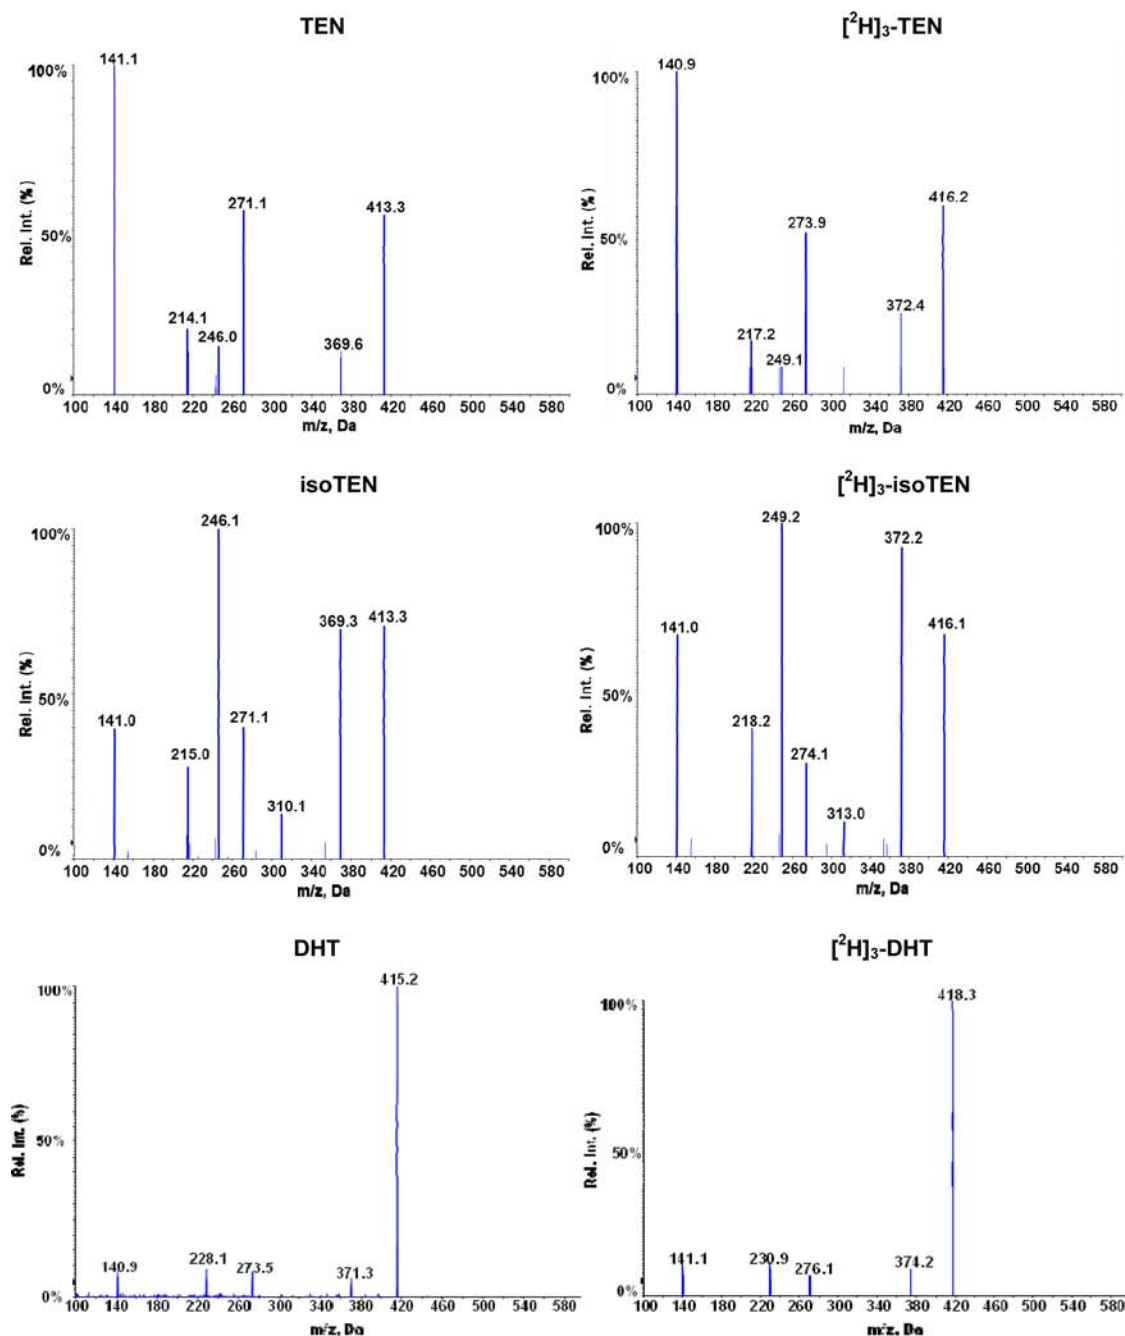 TEN
141.1
271.1
413.3
214.1
246.0
369.6
100%
50%
0%
Rel. Int. (%)
100 140 180 220 260 300 340 380 420 460 500 540 580
m/z, Da
[²H]₃-TEN
140.9
416.2
273.9
372.4
217.2
249.1
100%
50%
0%
Rel. Int. (%)
100 140 180 220 260 300 340 380 420 460 500 540 580
m/z, Da
isoTEN
246.1
369.3
413.3
141.0
271.1
215.0
310.1
100%
50%
0%
Rel. Int. (%)
100 140 180 220 260 300 340 380 420 460 500 540 580
m/z, Da
[²H]₃-isoTEN
249.2
372.2
416.1
141.0
218.2
274.1
313.0
100%
50%
0%
Rel. Int. (%)
100 140 180 220 260 300 340 380 420 460 500 540 580
m/z, Da
DHT
415.2
140.9
228.1
273.5
371.3
100%
50%
0%
Rel. Int. (%)
100 140 180 220 260 300 340 380 420 460 500 540 580
m/z, Da
[²H]₃-DHT
418.3
141.1
230.9
276.1
374.2
100%
50%
0%
Rel. Int. (%)
100 140 180 220 260 300 340 380 420 460 500 540 580
m/z, Da